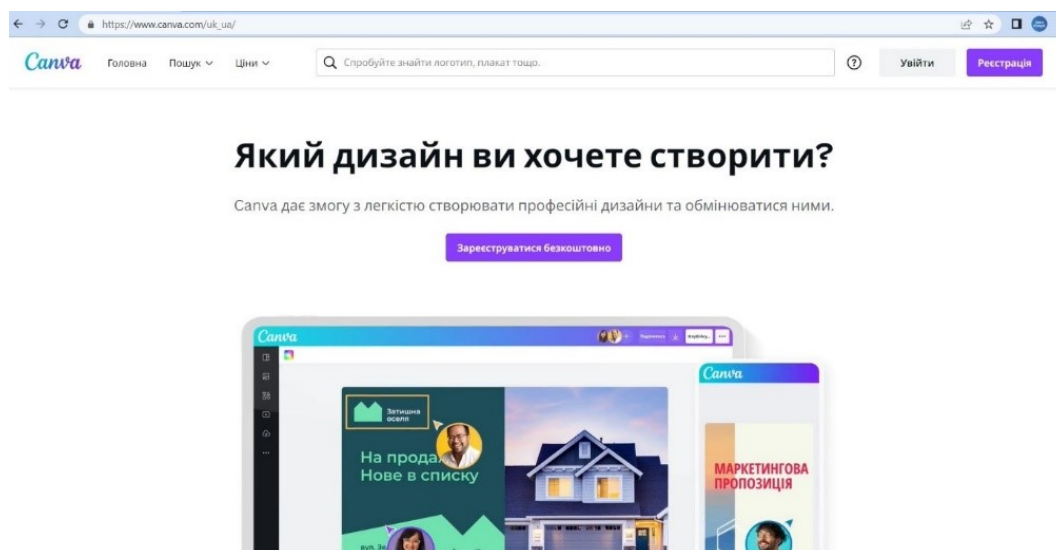 https://www.canva.com/uk_ua/
Canva Головна Пошук Ціни Спробуйте знайти логотип, плакат тощо. ? Увійти Реєстрація
Який дизайн ви хочете створити?
Canva дає змогу з легкістю створювати професійні дизайни та обмінюватися ними.
Зареєструватися безкоштовно
Canva
Canva
Затишна
оселя
На прода
Нове в списку
МАРКЕТИНГОВА
ПРОПОЗИЦІЯ